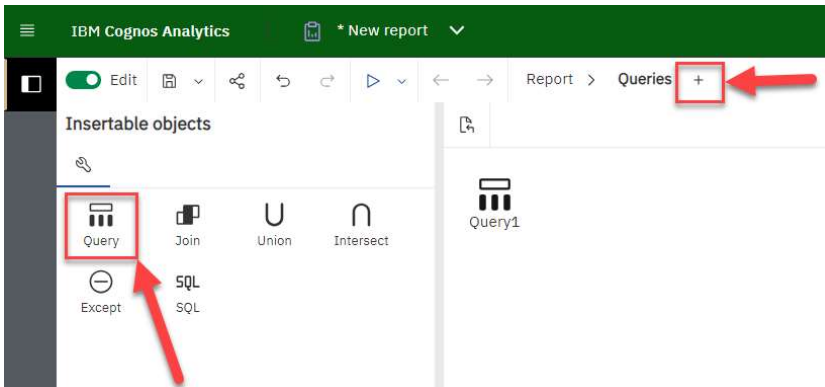 IBM Cognos Analytics
* New report
Edit
Report > Queries +
Insertable objects
Query
Join
Union
Intersect
Except
SQL
SQL
Query1